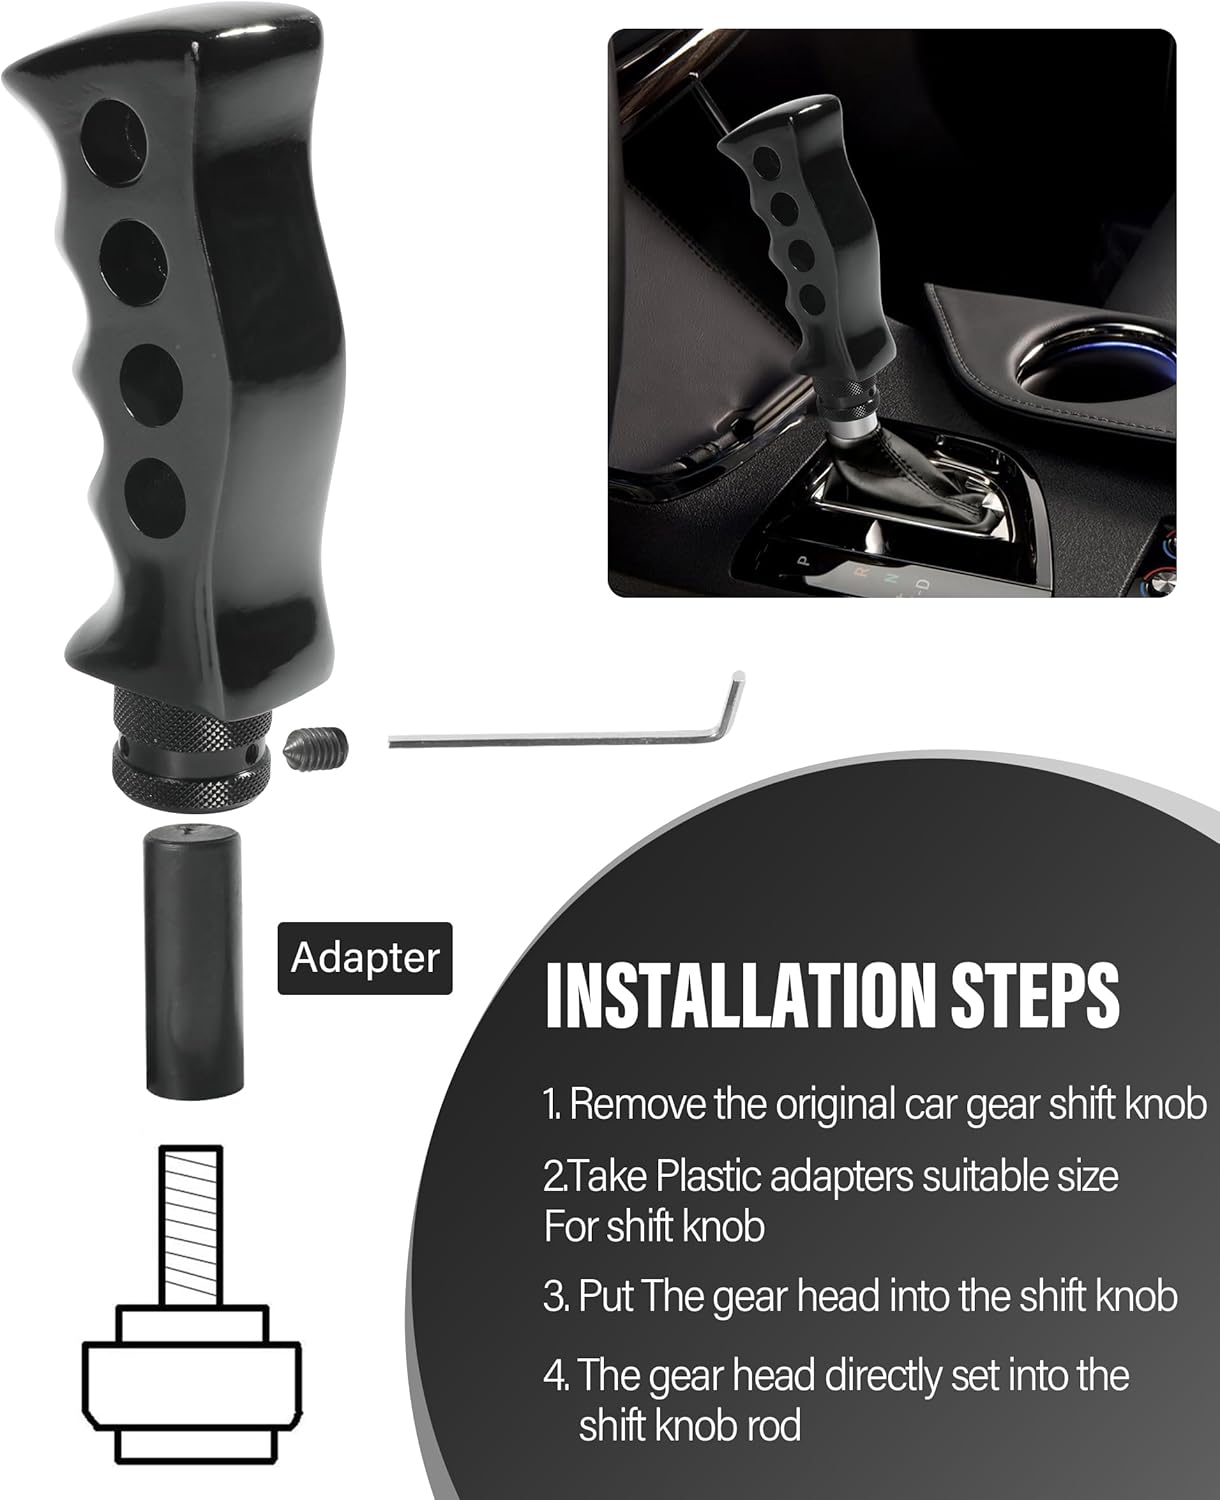 P
R
N
-D
Adapter
INSTALLATION STEPS
1. Remove the original car gear shift knob
2.Take Plastic adapters suitable size
For shift knob
3. Put The gear head into the shift knob
4. The gear head directly set into the
shift knob rod